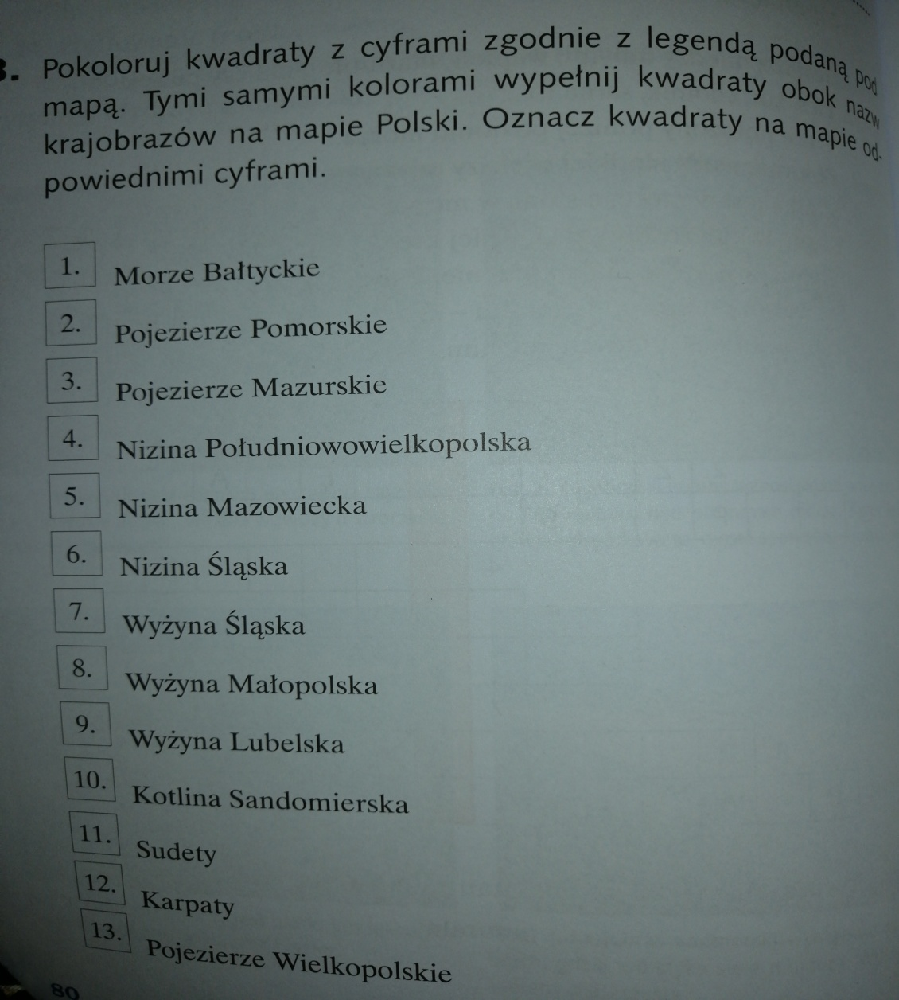 3. Pokoloruj kwadraty z cyframi zgodnie z legendą podaną pod
mapą. Tymi samymi kolorami wypełnij kwadraty obok nazw
krajobrazów na mapie Polski. Oznacz kwadraty na mapie od-
powiednimi cyframi.
1. Morze Bałtyckie
2. Pojezierze Pomorskie
3. Pojezierze Mazurskie
4. Nizina Południowowielkopolska
5. Nizina Mazowiecka
6. Nizina Śląska
7. Wyżyna Śląska
8. Wyżyna Małopolska
9. Wyżyna Lubelska
10. Kotlina Sandomierska
11. Sudety
12. Karpaty
13. Pojezierze Wielkopolskie
80